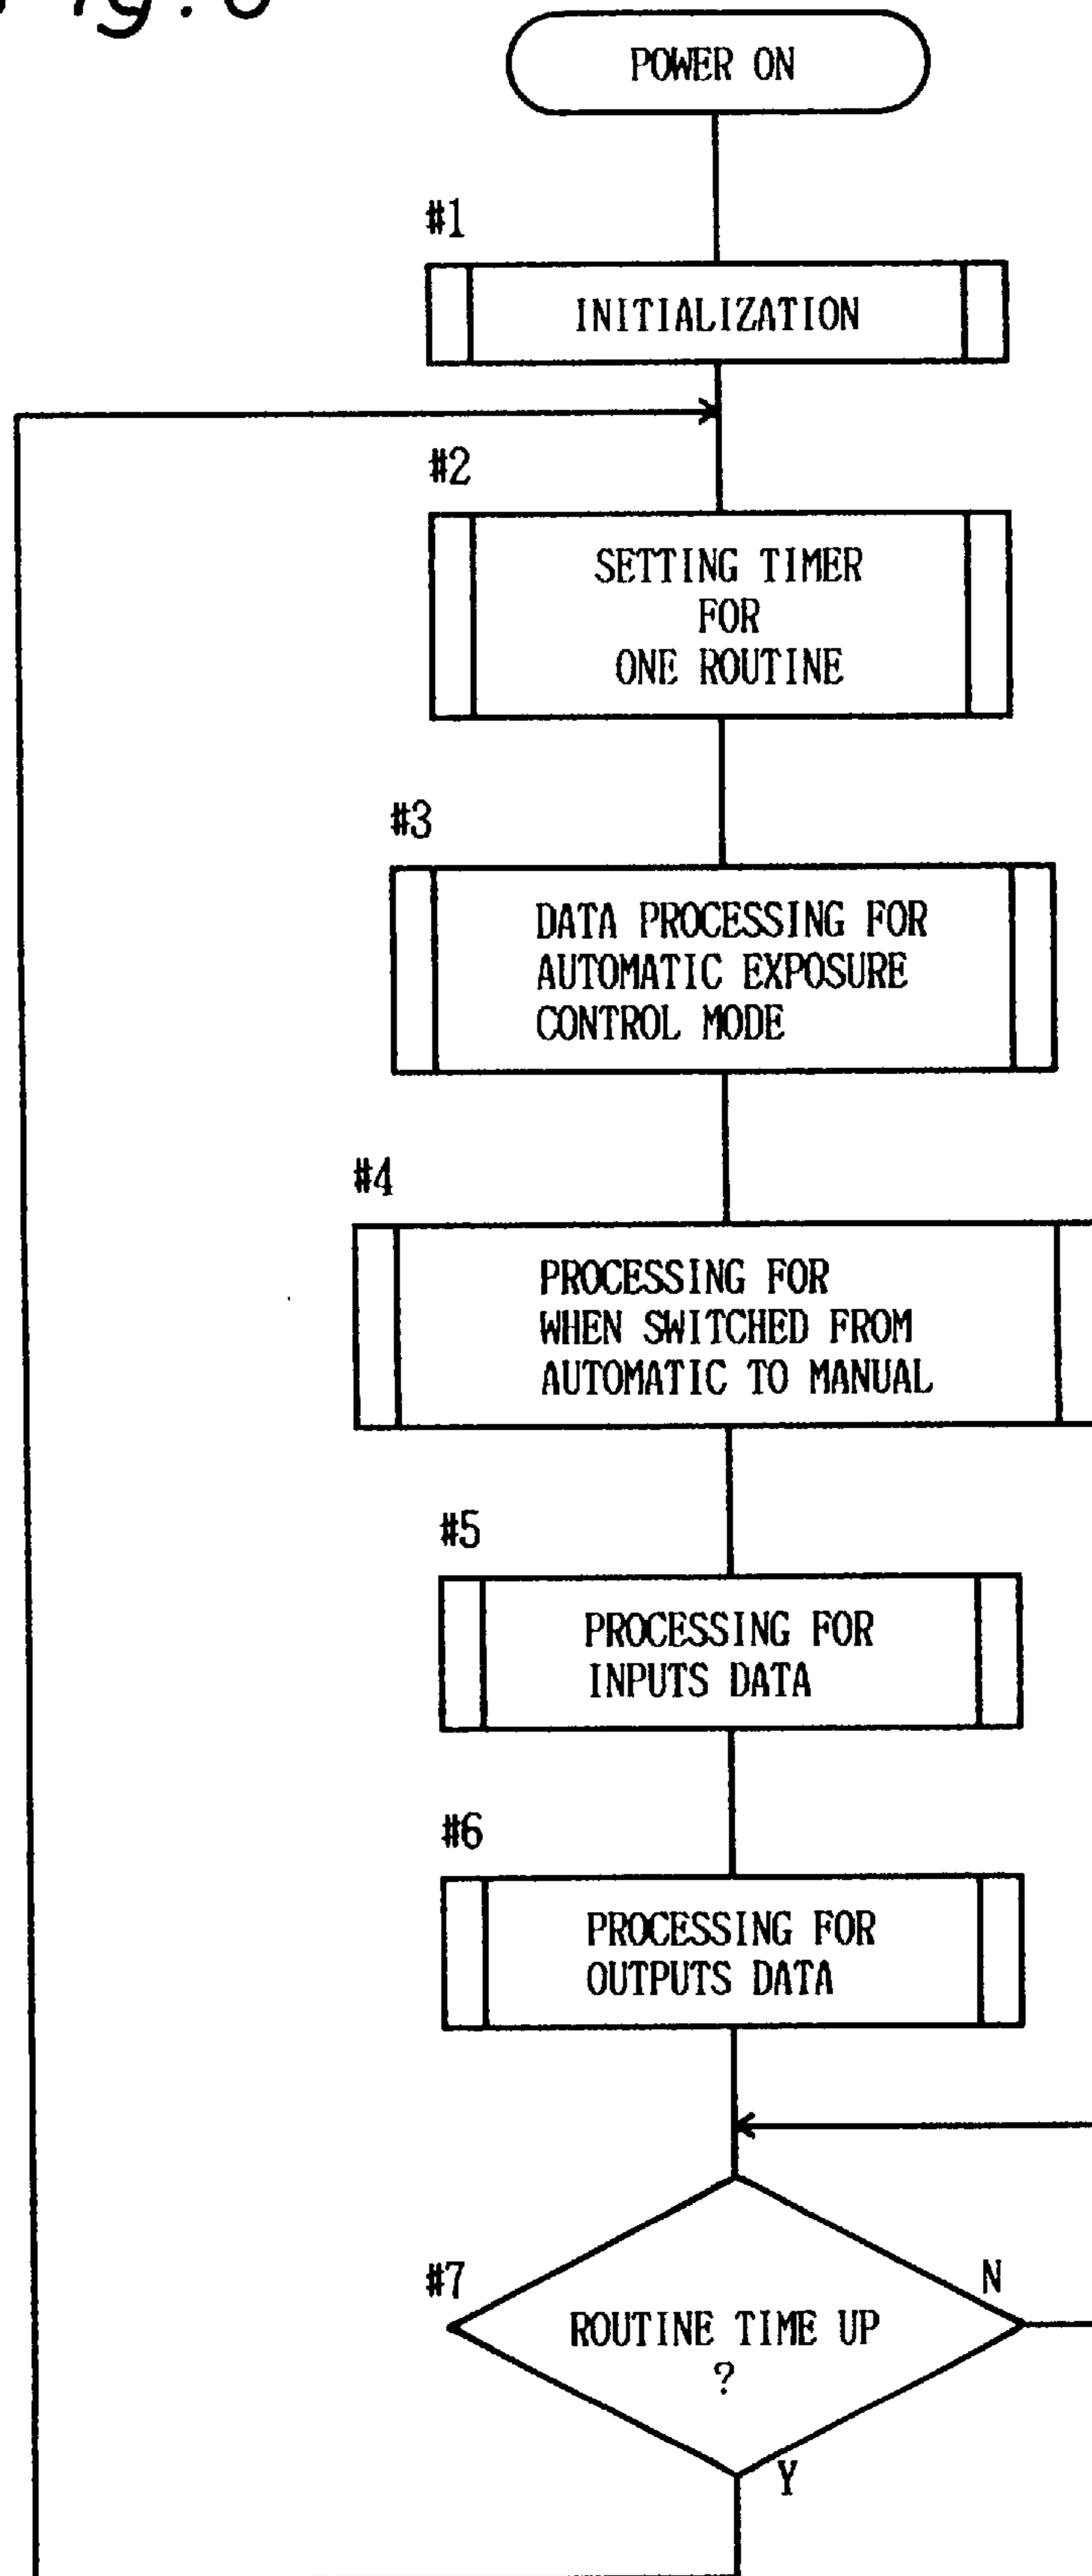 POWER ON
#1
INITIALIZATION
#2
SETTING TIMER
FOR
ONE ROUTINE
#3
DATA PROCESSING FOR
AUTOMATIC EXPOSURE
CONTROL MODE
#4
PROCESSING FOR
WHEN SWITCHED FROM
AUTOMATIC TO MANUAL
#5
PROCESSING FOR
INPUTS DATA
#6
PROCESSING FOR
OUTPUTS DATA
#7
N
ROUTINE TIME UP
?
Y